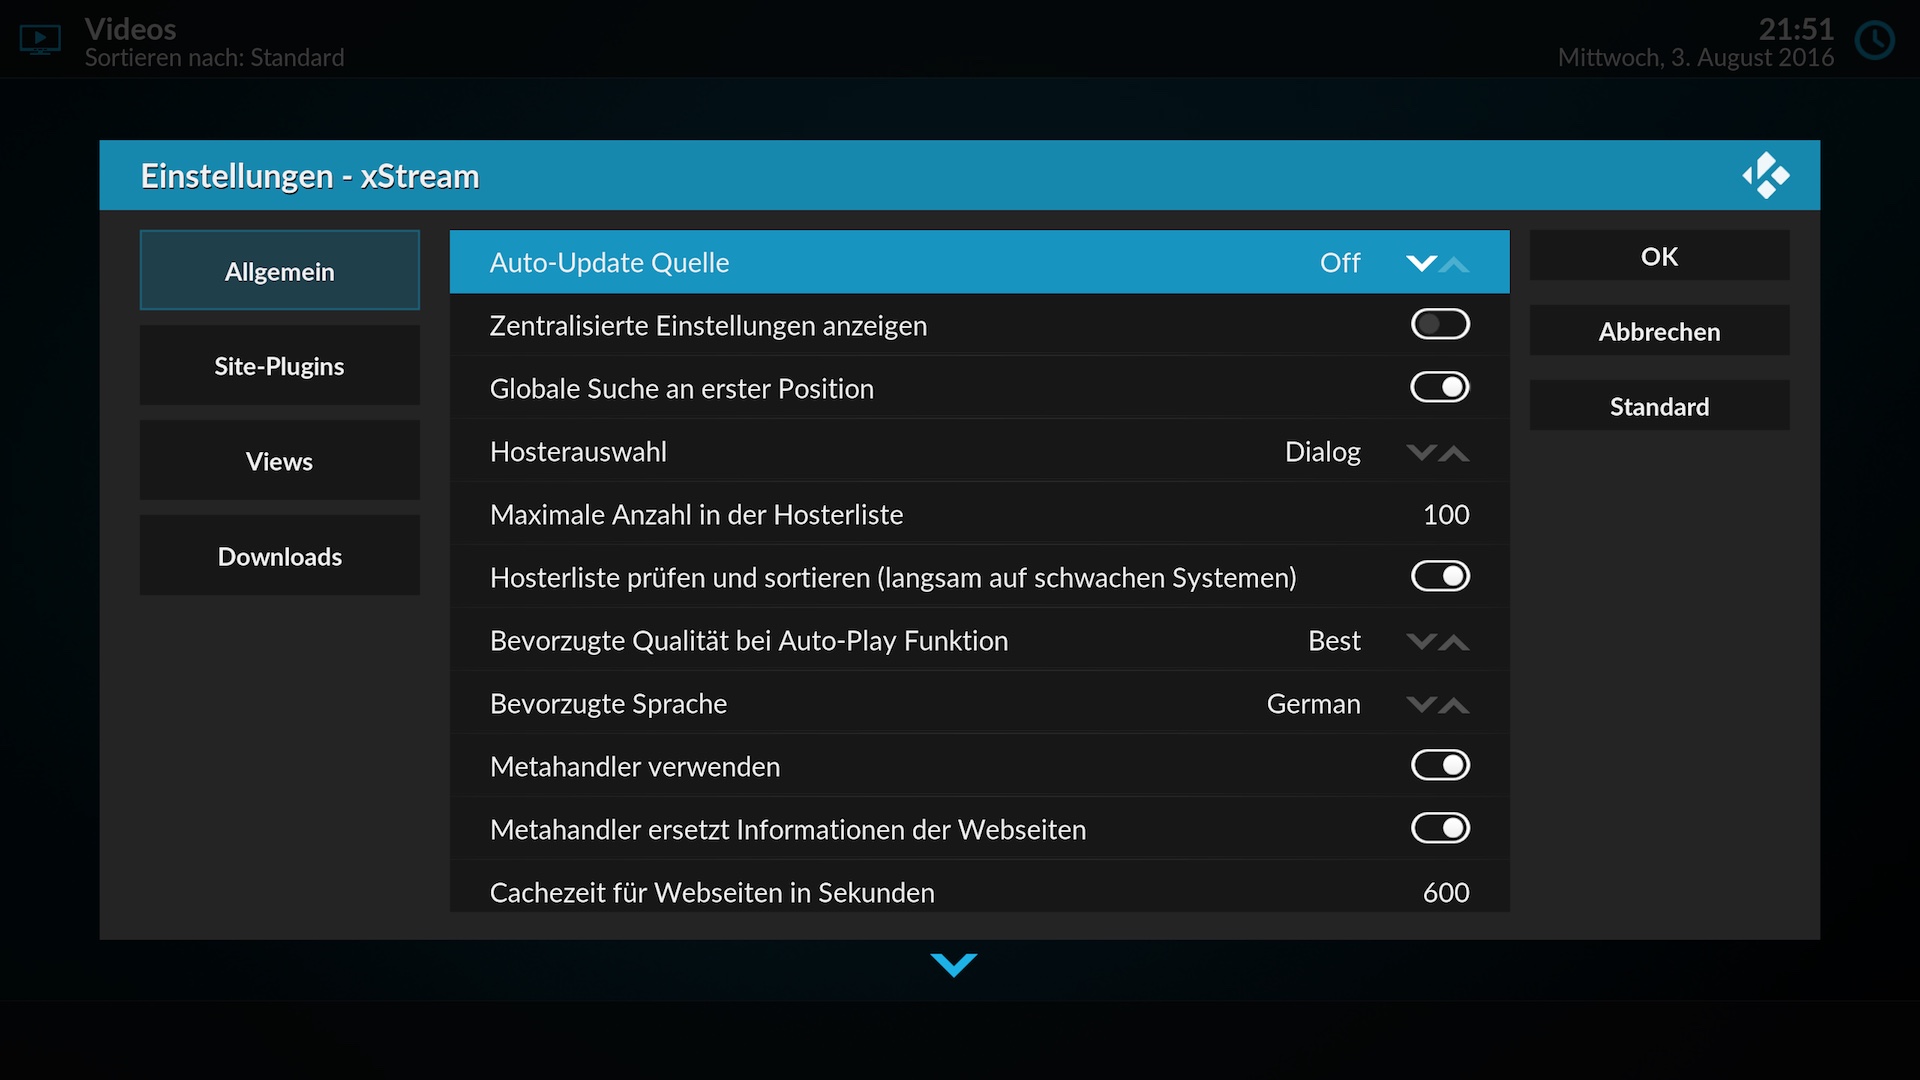 Videos
Sortieren nach: Standard
21:51
Mittwoch, 3. August 2016
Einstellungen - xStream
Allgemein
Site-Plugins
Views
Downloads
Auto-Update Quelle Off
Zentralisierte Einstellungen anzeigen
Globale Suche an erster Position
Hosterauswahl Dialog
Maximale Anzahl in der Hosterliste 100
Hosterliste prüfen und sortieren (langsam auf schwachen Systemen)
Bevorzugte Qualität bei Auto-Play Funktion Best
Bevorzugte Sprache German
Metahandler verwenden
Metahandler ersetzt Informationen der Webseiten
Cachezeit für Webseiten in Sekunden 600
OK
Abbrechen
Standard